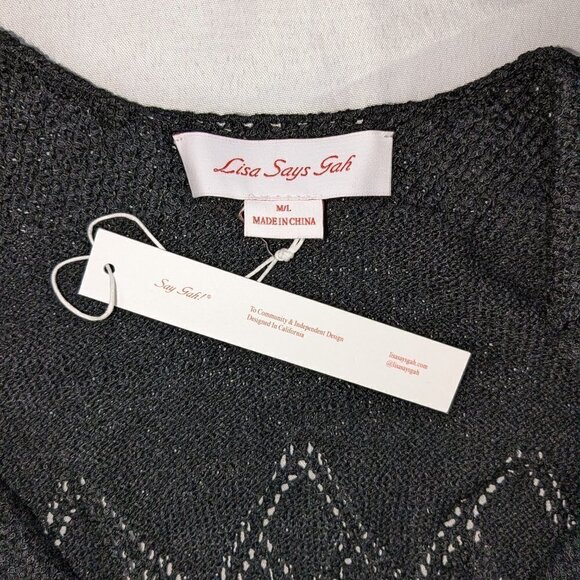 Lisa Says Gah
M/L
MADE IN CHINA
Say Gah!®
To Community & Independent Design
Designed In California
lisasaysgah.com
@lisasaysgah